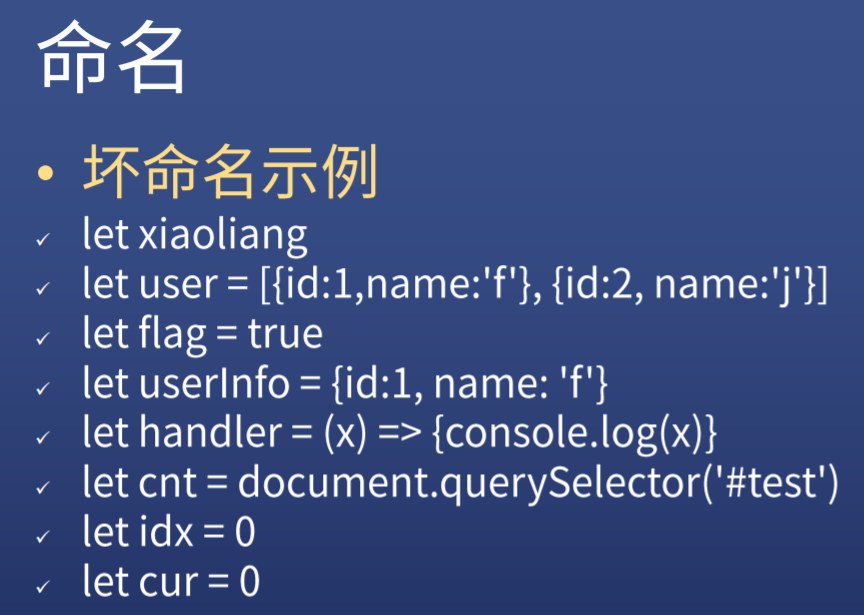 命名
• 坏命名示例
✓ let xiaoliang
✓ let user = [{id:1,name:'f'}, {id:2, name:'j'}]
✓ let flag = true
✓ let userInfo = {id:1, name: 'f'}
✓ let handler = (x) => {console.log(x)}
✓ let cnt = document.querySelector('#test')
✓ let idx = 0
✓ let cur = 0